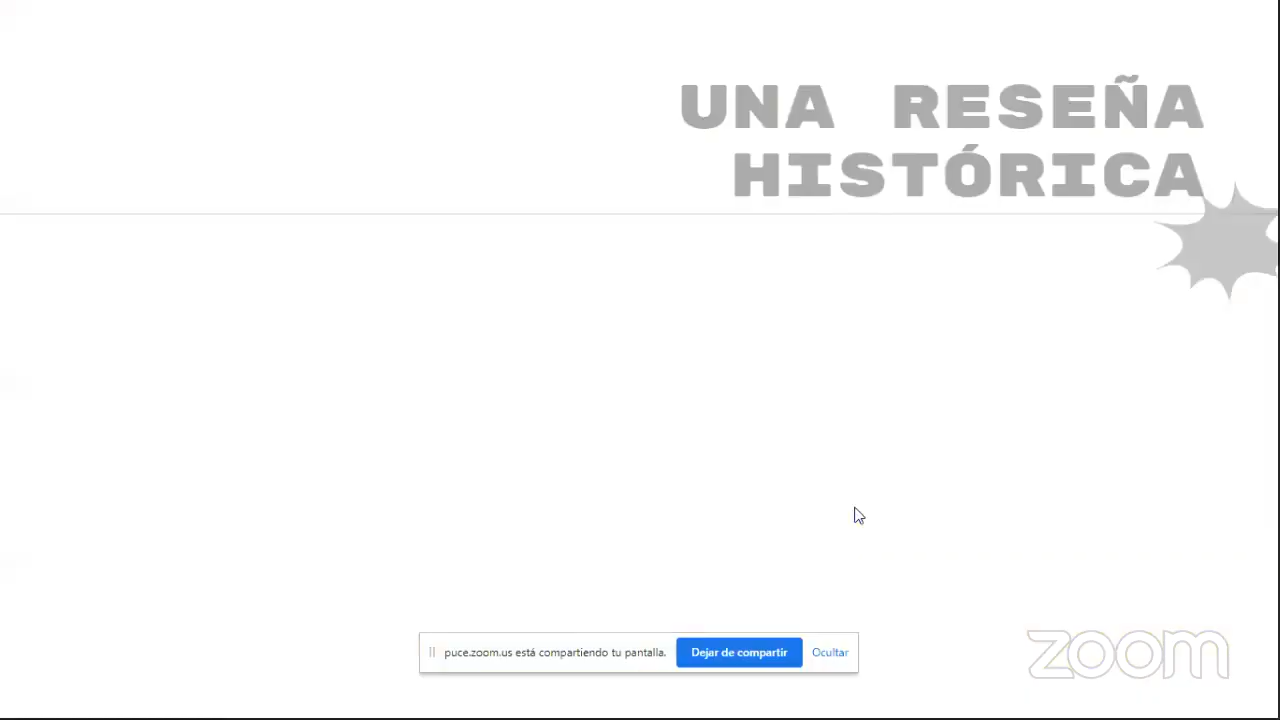 UNA RESEÑA
HISTÓRICA
puce.zoom.us está compartiendo tu pantalla.
Dejar de compartir
Ocultar
zoom